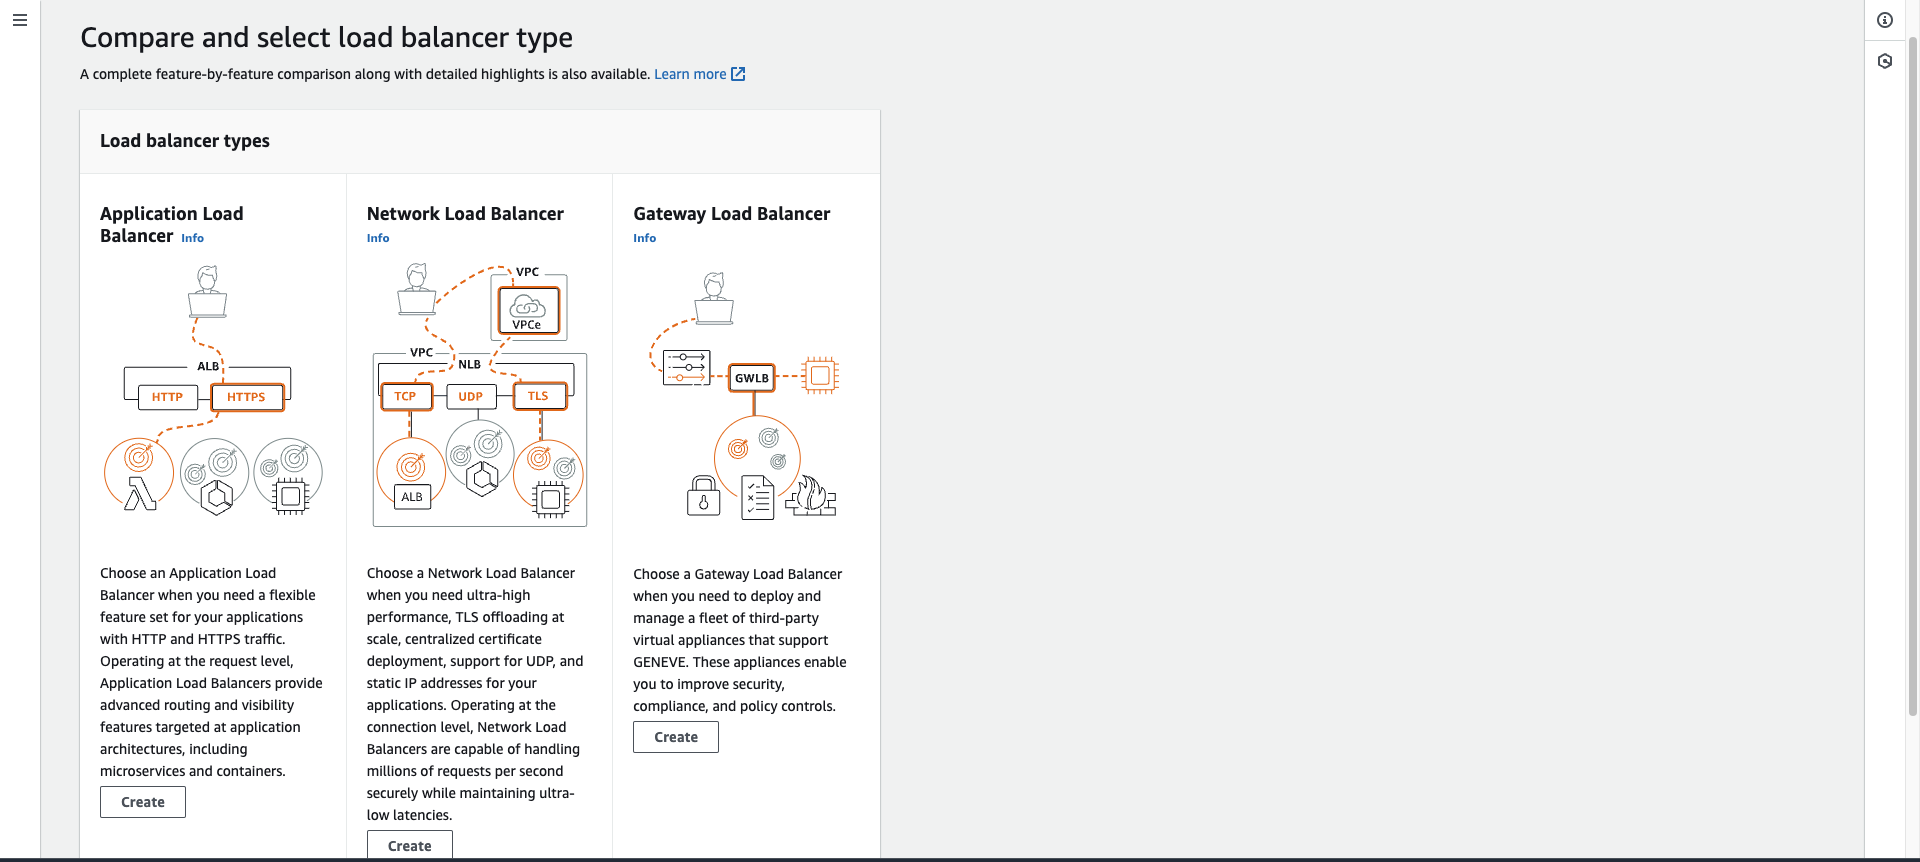 Compare and select load balancer type
A complete feature-by-feature comparison along with detailed highlights is also available. Learn more
Load balancer types
Application Load
Balancer Info
ALB
HTTP
HTTPS
Choose an Application Load
Balancer when you need a flexible
feature set for your applications
with HTTP and HTTPS traffic.
Operating at the request level,
Application Load Balancers provide
advanced routing and visibility
features targeted at application
architectures, including
microservices and containers.
Create
Network Load Balancer
Info
VPC
VPCe
VPC
NLB
TCP
UDP
TLS
ALB
Choose a Network Load Balancer
when you need ultra-high
performance, TLS offloading at
scale, centralized certificate
deployment, support for UDP, and
static IP addresses for your
applications. Operating at the
connection level, Network Load
Balancers are capable of handling
millions of requests per second
securely while maintaining ultra-
low latencies.
Create
Gateway Load Balancer
Info
GWLB
Choose a Gateway Load Balancer
when you need to deploy and
manage a fleet of third-party
virtual appliances that support
GENEVE. These appliances enable
you to improve security,
compliance, and policy controls.
Create